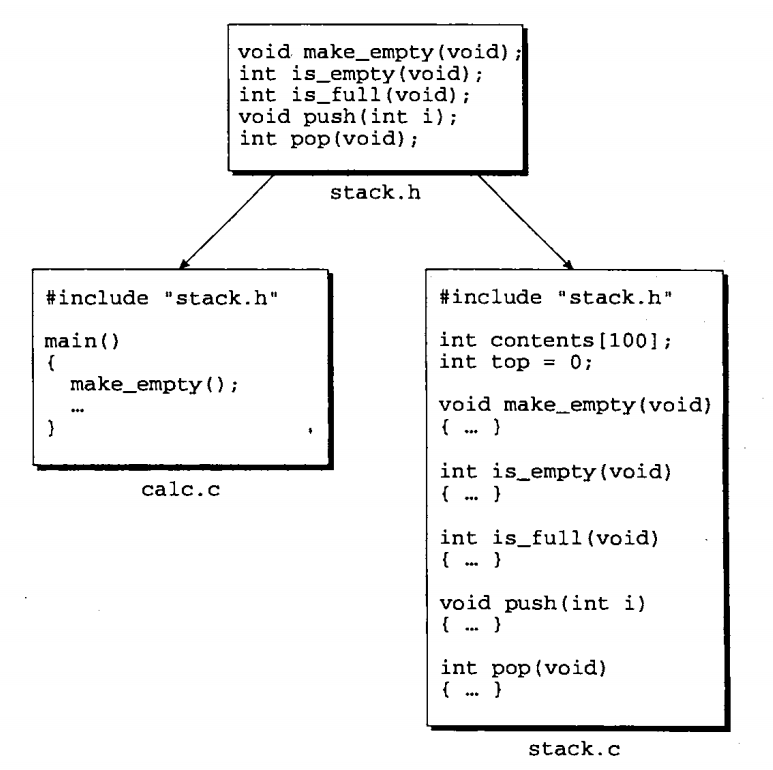 void make_empty(void);
int is_empty(void);
int is_full(void);
void push(int i);
int pop(void);
stack.h
#include "stack.h"
main()
{
make_empty();
…
}
calc.c
#include "stack.h"
int contents[100];
int top = 0;
void make_empty(void)
{ … }
int is_empty(void)
{ … }
int is_full(void)
{ … }
void push(int i)
{ … }
int pop(void)
{ … }
stack.c